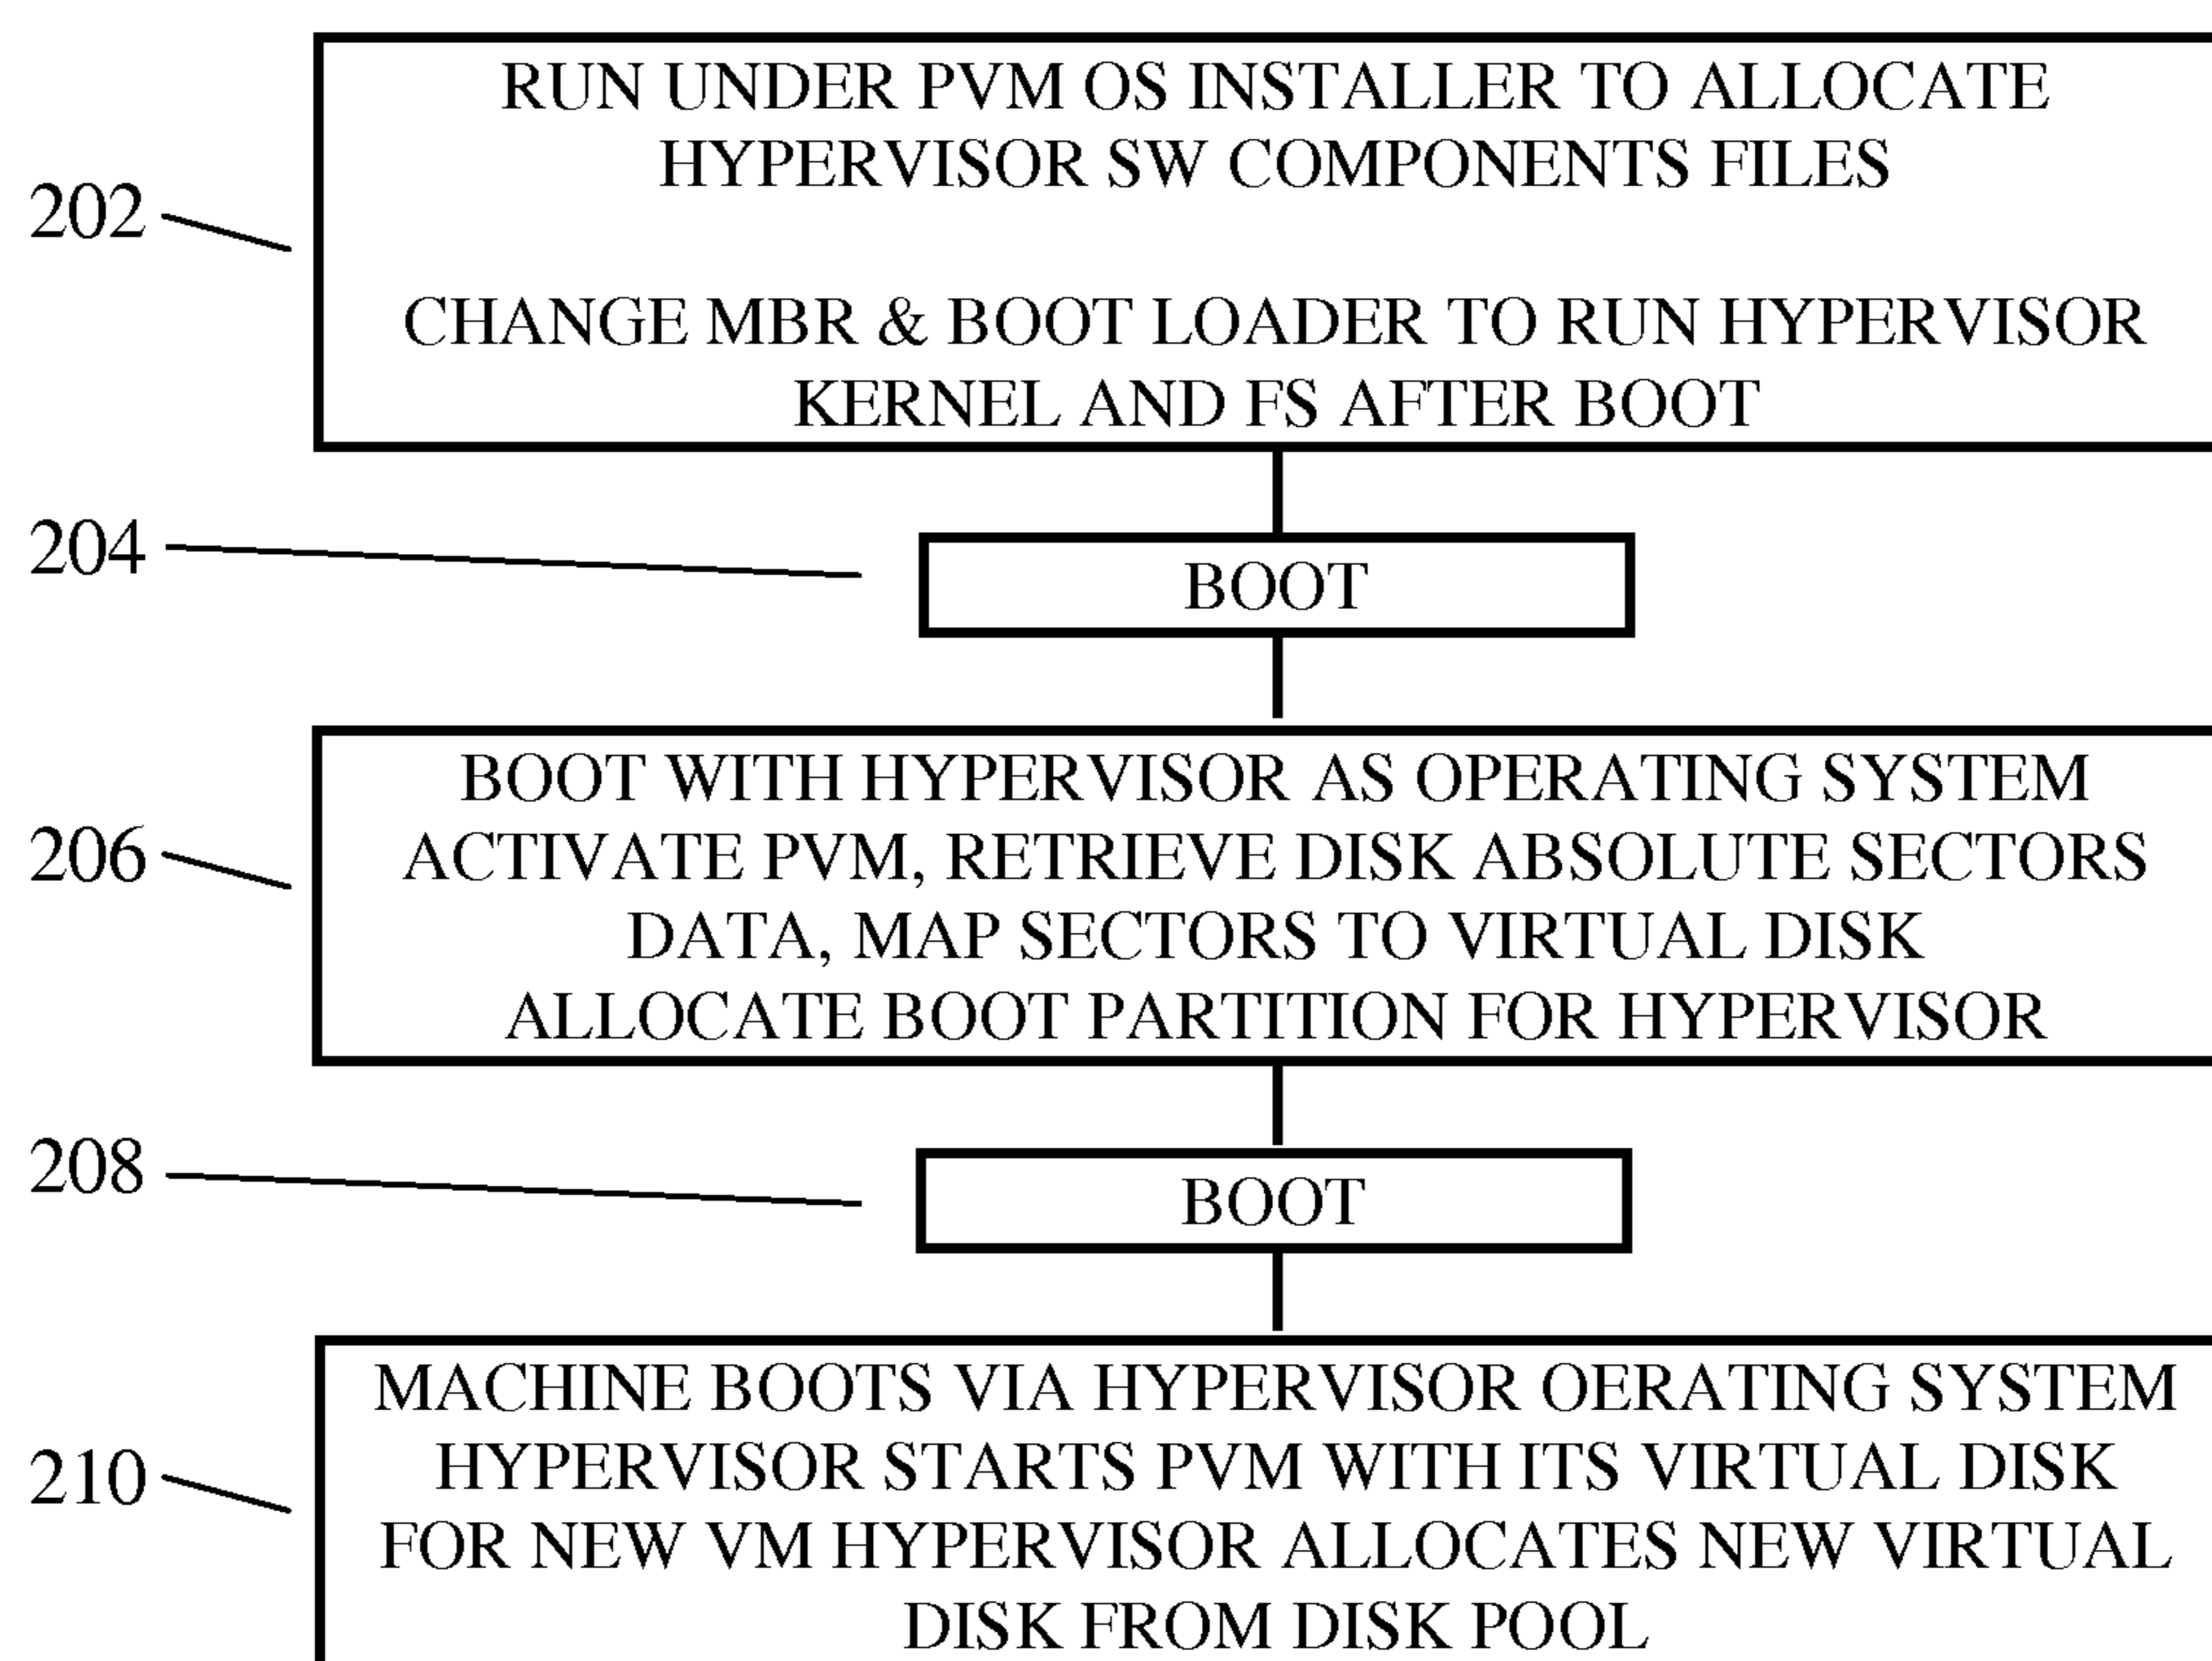 RUN UNDER PVM OS INSTALLER TO ALLOCATE
HYPERVISOR SW COMPONENTS FILES
202
CHANGE MBR & BOOT LOADER TO RUN HYPERVISOR
KERNEL AND FS AFTER BOOT
204
BOOT
BOOT WITH HYPERVISOR AS OPERATING SYSTEM
206
ACTIVATE PVM, RETRIEVE DISK ABSOLUTE SECTORS
DATA, MAP SECTORS TO VIRTUAL DISK
ALLOCATE BOOT PARTITION FOR HYPERVISOR
208
BOOT
MACHINE BOOTS VIA HYPERVISOR OERATING SYSTEM
210
HYPERVISOR STARTS PVM WITH ITS VIRTUAL DISK
FOR NEW VM HYPERVISOR ALLOCATES NEW VIRTUAL
DISK FROM DISK POOL